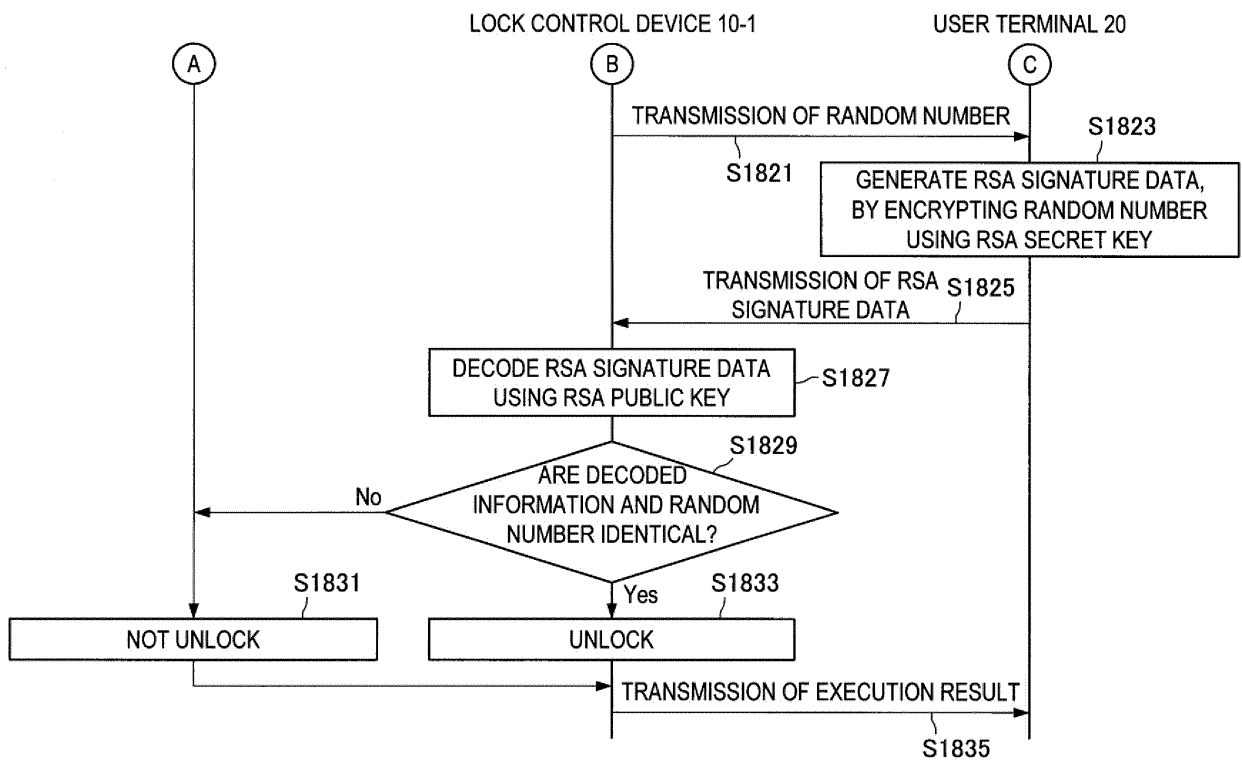 LOCK CONTROL DEVICE 10-1
USER TERMINAL 20
A
B
C
TRANSMISSION OF RANDOM NUMBER
S1821
S1823
GENERATE RSA SIGNATURE DATA,
BY ENCRYPTING RANDOM NUMBER
USING RSA SECRET KEY
TRANSMISSION OF RSA
SIGNATURE DATA
S1825
DECODE RSA SIGNATURE DATA
USING RSA PUBLIC KEY
S1827
S1829
ARE DECODED
INFORMATION AND RANDOM
NUMBER IDENTICAL?
No
Yes
S1831
NOT UNLOCK
S1833
UNLOCK
TRANSMISSION OF EXECUTION RESULT
S1835